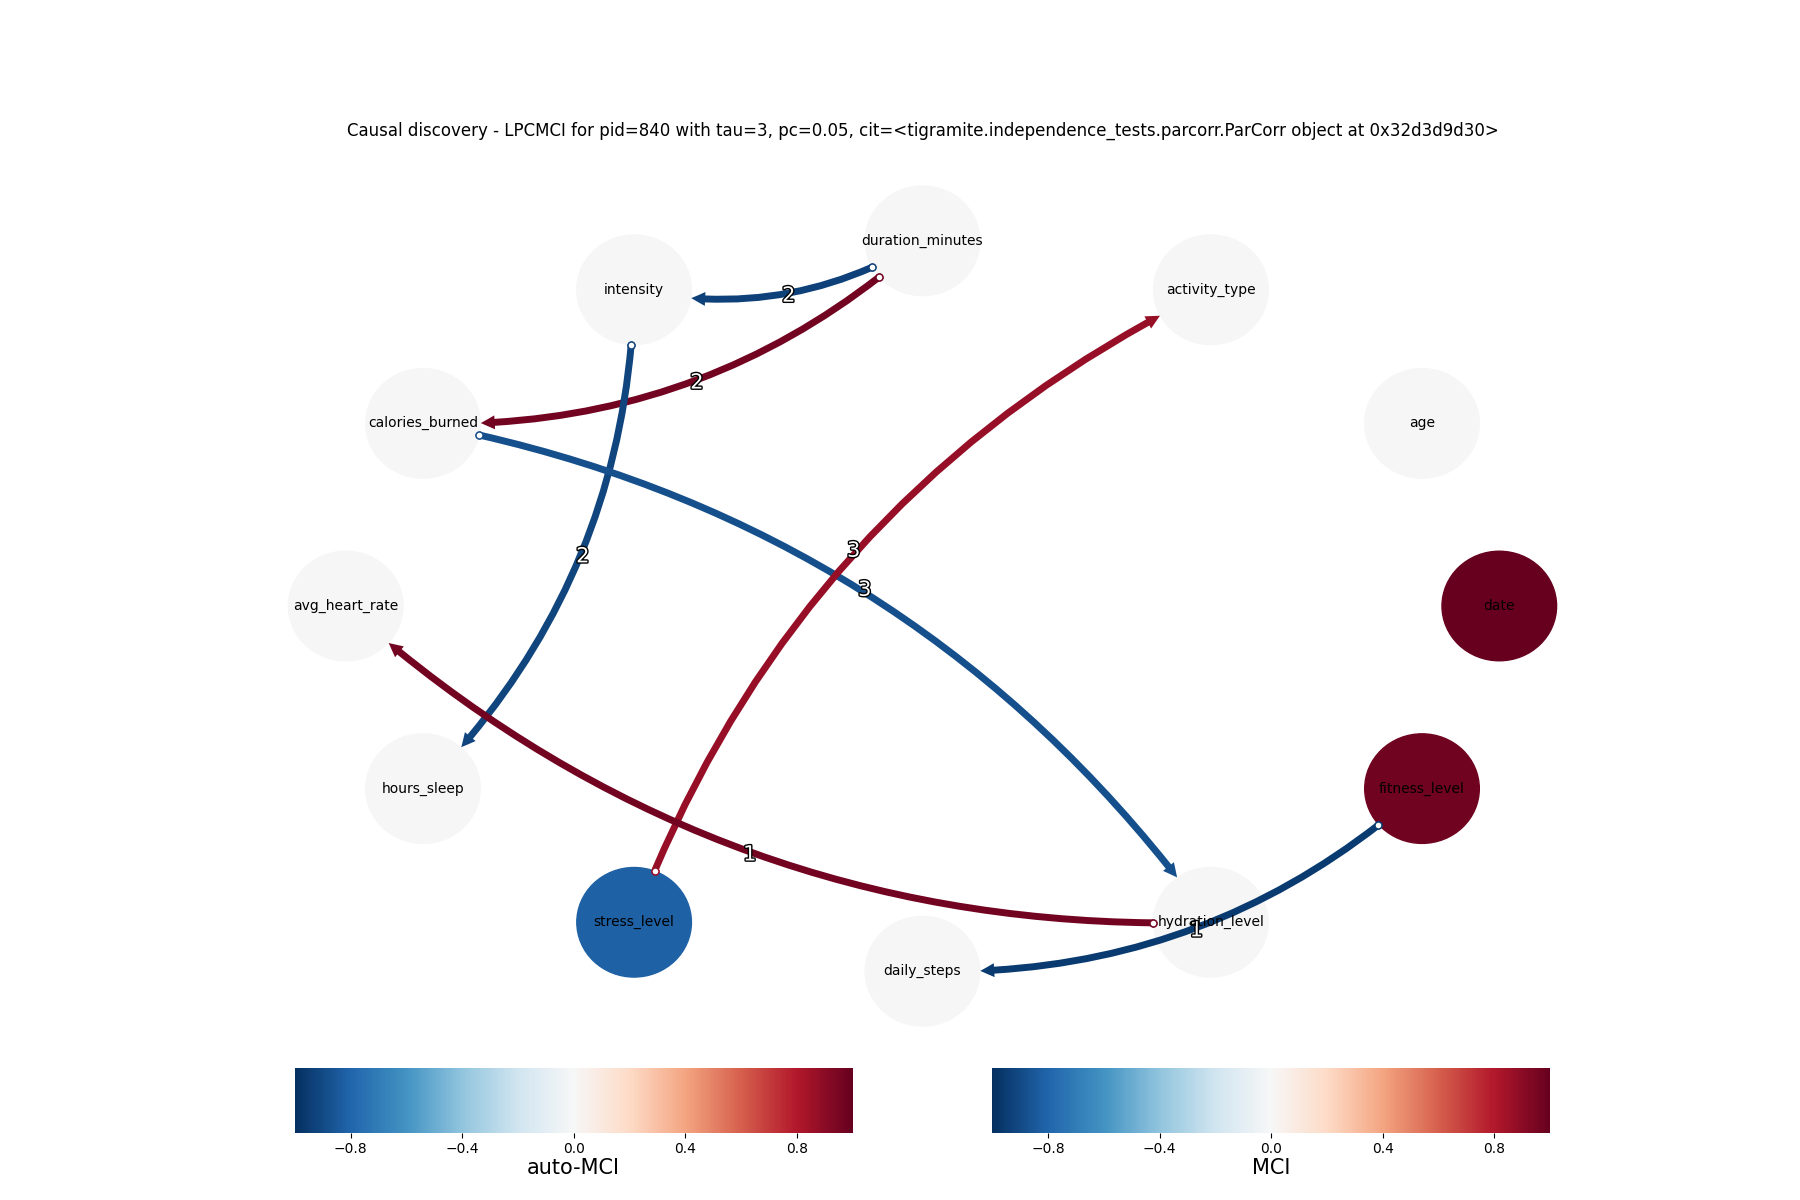 Causal discovery - LPCMCI for pid=840 with tau=3, pc=0.05, cit=<tigramite.independence_tests.parcorr.ParCorr object at 0x32d3d9d30>
duration_minutes
intensity
activity_type
2
2
calories_burned
age
3
2
3
avg_heart_rate
date
hours_sleep
fitness_level
1
stress_level
hydration_level
1
daily_steps
−0.8 −0.4 0.0 0.4 0.8
auto-MCI
−0.8 −0.4 0.0 0.4 0.8
MCI